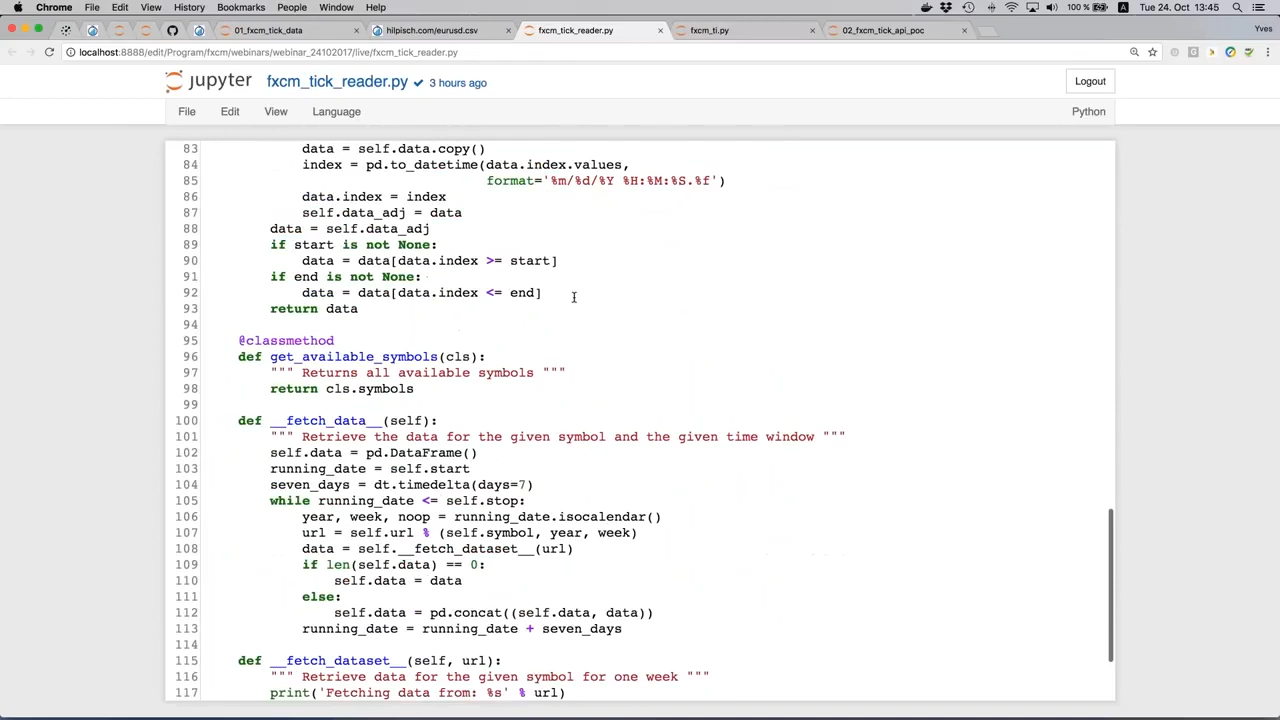 Chrome File Edit View History Bookmarks People Window Help 100 % A Tue 24. Oct 13:45
01_fxcm_tick_data hilpisch.com/eurusd.csv fxcm_tick_reader.py fxcm_ti.py 02_fxcm_tick_api_poc Yves
localhost:8888/edit/Program/fxcm/webinars/webinar_24102017/live/fxcm_tick_reader.py
jupyter fxcm_tick_reader.py 3 hours ago Logout
File Edit View Language Python
83 data = self.data.copy()
84 index = pd.to_datetime(data.index.values,
85 format='%m/%d/%Y %H:%M:%S.%f')
86 data.index = index
87 self.data_adj = data
88 data = self.data_adj
89 if start is not None:
90 data = data[data.index >= start]
91 if end is not None:
92 data = data[data.index <= end]
93 return data
94
95 @classmethod
96 def get_available_symbols(cls):
97 """ Returns all available symbols """
98 return cls.symbols
99
100 def __fetch_data__(self):
101 """ Retrieve the data for the given symbol and the given time window """
102 self.data = pd.DataFrame()
103 running_date = self.start
104 seven_days = dt.timedelta(days=7)
105 while running_date <= self.stop:
106 year, week, noop = running_date.isocalendar()
107 url = self.url % (self.symbol, year, week)
108 data = self.__fetch_dataset__(url)
109 if len(self.data) == 0:
110 self.data = data
111 else:
112 self.data = pd.concat((self.data, data))
113 running_date = running_date + seven_days
114
115 def __fetch_dataset__(self, url):
116 """ Retrieve data for the given symbol for one week """
117 print('Fetching data from: %s' % url)